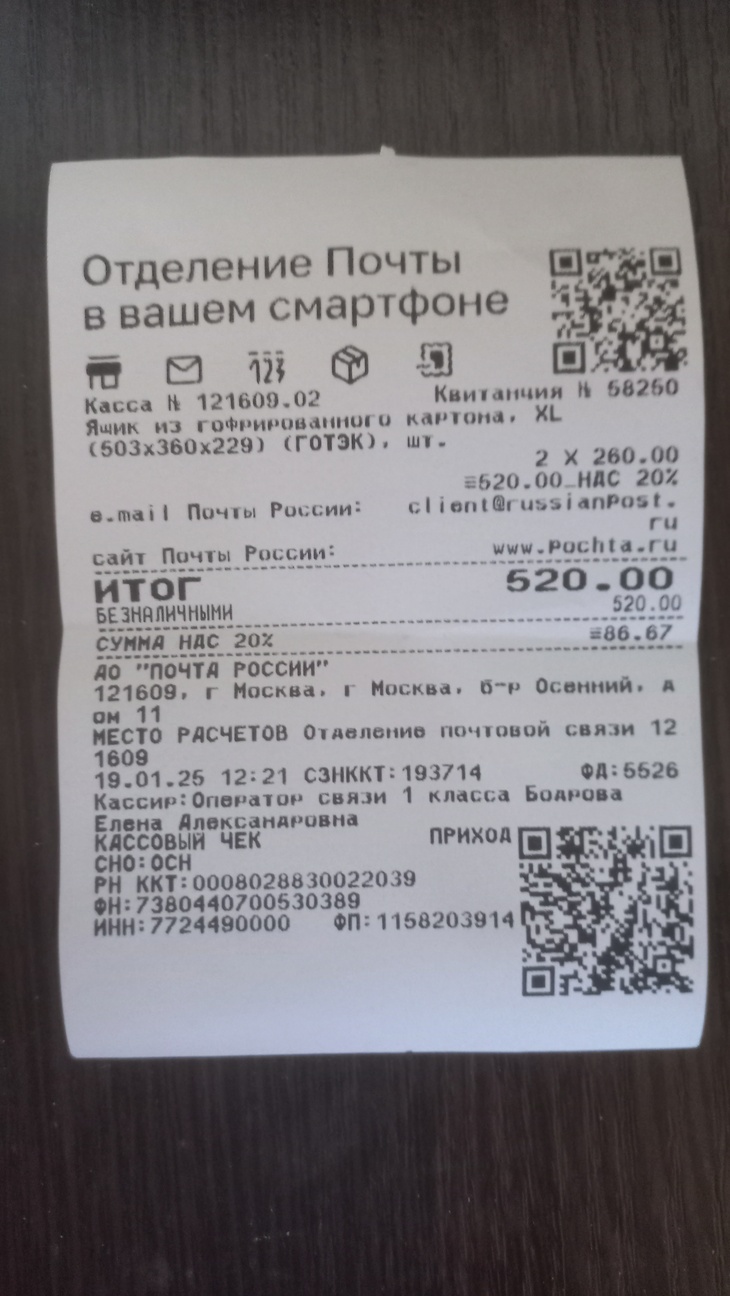 Отделение Почты
в вашем смартфоне
Касса № 121609.02 Квитанция № 58250
Ящик из гофрированного картона, XL
(503x360x229) (ГОТЭК), шт.
2 X 260.00
≡520.00_НДС 20%
e.mail Почты России: client@russianPost.
ru
сайт Почты России: www.Pochta.ru
ИТОГ 520.00
БЕЗНАЛИЧНЫМИ 520.00
СУММА НДС 20% ≡86.67
АО "ПОЧТА РОССИИ"
121609, г Москва, г Москва, б-р Осенний, д
ом 11
МЕСТО РАСЧЕТОВ Отделение почтовой связи 12
1609
19.01.25 12:21 СЗНККТ:193714 ФД:5526
Кассир:Оператор связи 1 класса Бодрова
Елена Александровна
КАССОВЫЙ ЧЕК ПРИХОД
СНО:ОСН
РН ККТ:0008028830022039
ФН:7380440700530389
ИНН:7724490000 ФП:1158203914